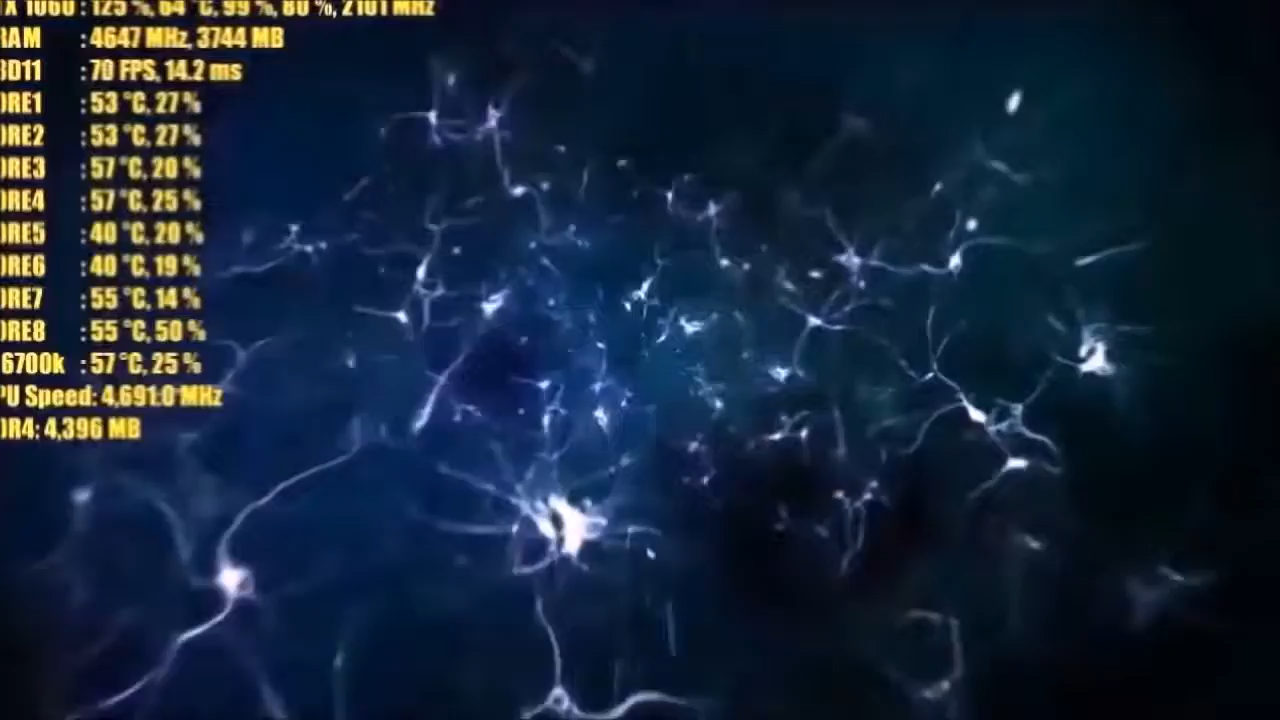 X 1060 : 125 %, 64 °C, 99 %, 80 %, 2101 MHz
RAM : 4647 MHz, 3744 MB
3D11 : 70 FPS, 14.2 ms
ORE1 : 53 °C, 27 %
ORE2 : 53 °C, 27 %
ORE3 : 57 °C, 20 %
ORE4 : 57 °C, 25 %
ORE5 : 40 °C, 20 %
ORE6 : 40 °C, 19 %
ORE7 : 55 °C, 14 %
ORE8 : 55 °C, 50 %
6700k : 57 °C, 25 %
PU Speed: 4,691.0 MHz
DR4: 4,396 MB